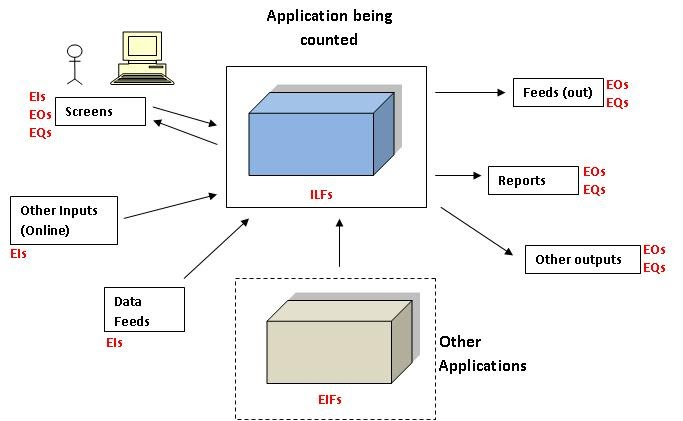 Application being
counted
EIs
EOs
EQs
Screens
Feeds (out)
EOs
EQs
ILFs
Reports
EOs
EQs
Other Inputs
(Online)
EIs
Other outputs
EOs
EQs
Data
Feeds
EIs
Other
Applications
EIFs